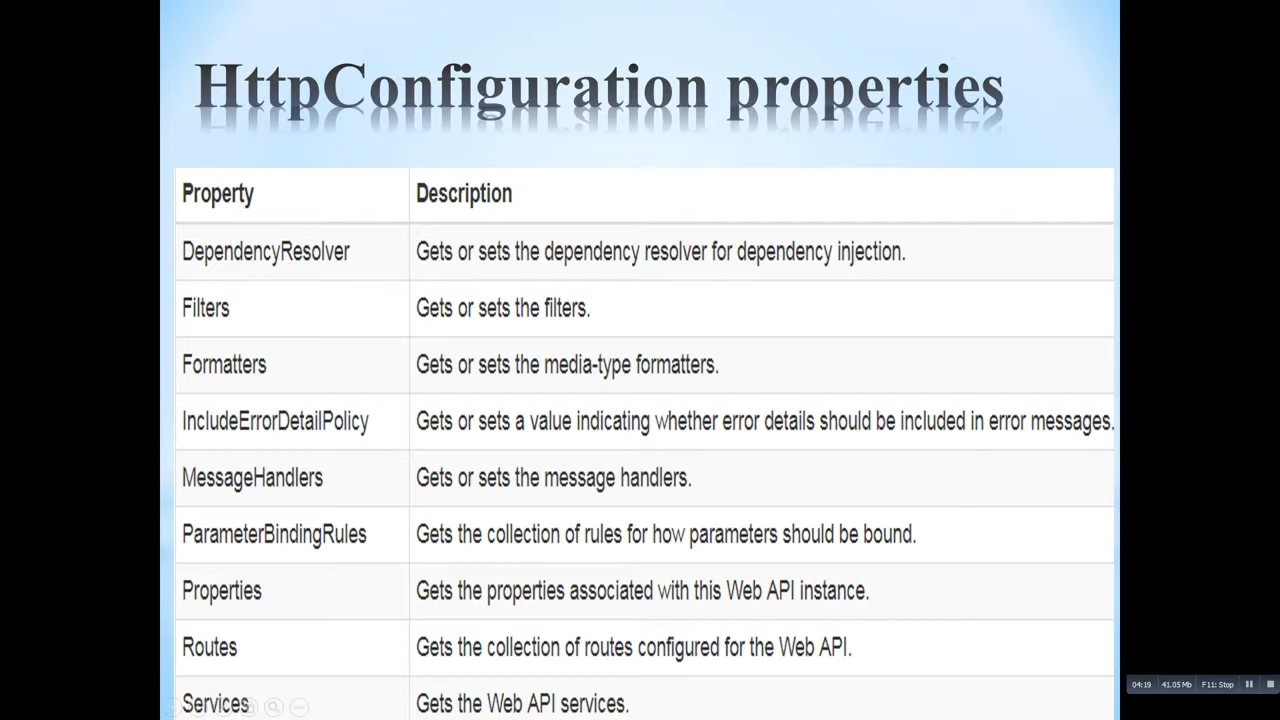 HttpConfiguration properties
Property Description
DependencyResolver Gets or sets the dependency resolver for dependency injection.
Filters Gets or sets the filters.
Formatters Gets or sets the media-type formatters.
IncludeErrorDetailPolicy Gets or sets a value indicating whether error details should be included in error messages.
MessageHandlers Gets or sets the message handlers.
ParameterBindingRules Gets the collection of rules for how parameters should be bound.
Properties Gets the properties associated with this Web API instance.
Routes Gets the collection of routes configured for the Web API.
Services Gets the Web API services.
04:19 41.05 Mb F11: Stop